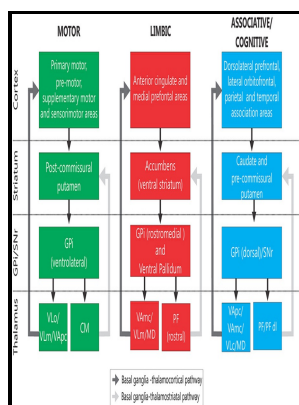 MOTOR
LIMBIC
ASSOCIATIVE/
COGNITIVE
Cortex
Primary motor,
pre-motor,
supplementary motor
and sensorimotor areas
Anterior cingulate and
medial prefontal areas
Dorsolateral prefrontal,
lateral orbitofrontal,
parietal and temporal
association areas
Striatum
Post-commissural
putamen
Accumbens
(ventral striatum)
Caudate and
pre-commissural
putamen
GPi/SNr
GPi
(ventrolateral)
GPi (rostromedial )
and
Ventral Pallidum
GPi (dorsal)/SNr
Thalamus
VLo/
VLm/VApc
CM
VAmc/
VLm/MD
PF
(rostral)
VApc/
VAmc/
VLc/MD
PF/PF dl
Basal ganglia -thalamocortical pathway
Basal ganglia-thalamostriatal pathway